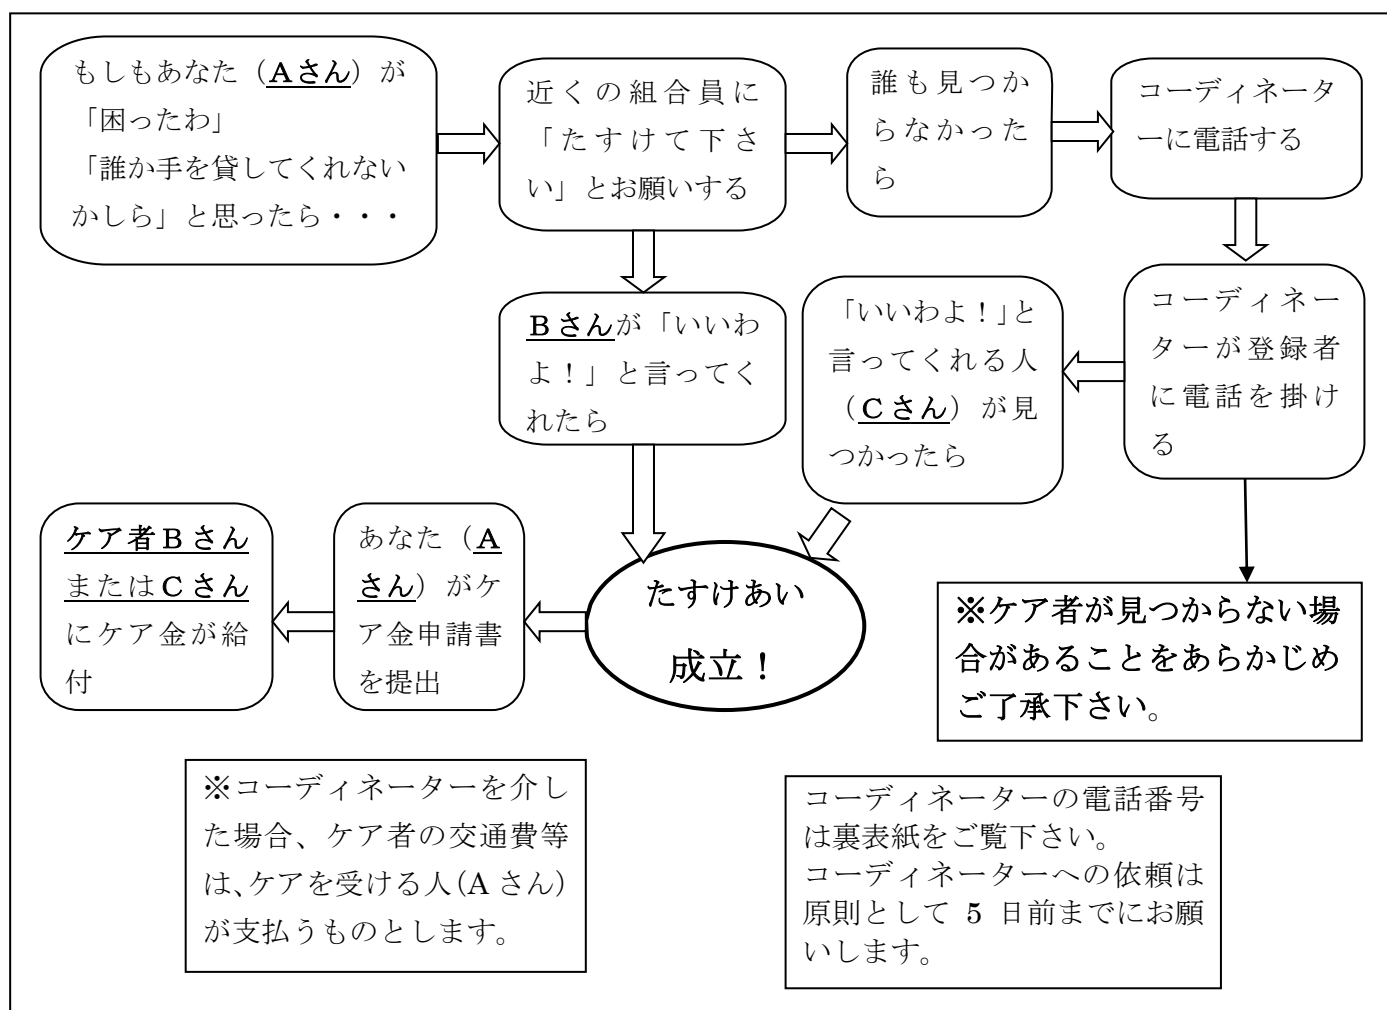 もしもあなた（Aさん）が
「困ったわ」
「誰か手を貸してくれない
かしら」と思ったら・・・
近くの組合員に
「たすけて下さ
い」とお願いする
誰も見つか
らなかった
ら
コーディネータ
ーに電話する
Bさんが「いいわ
よ！」と言ってく
れたら
「いいわよ！」と
言ってくれる人
（Cさん）が見
つかったら
コーディネー
ターが登録者
に電話を掛け
る
ケア者Bさん
またはCさん
にケア金が給
付
あなた（A
さん）がケ
ア金申請書
を提出
たすけあい
成立！
※ケア者が見つからない場
合があることをあらかじめ
ご了承下さい。
※コーディネーターを介し
た場合、ケア者の交通費等
は、ケアを受ける人(Aさん)
が支払うものとします。
コーディネーターの電話番号
は裏表紙をご覧下さい。
コーディネーターへの依頼は
原則として 5 日前までにお願
いします。